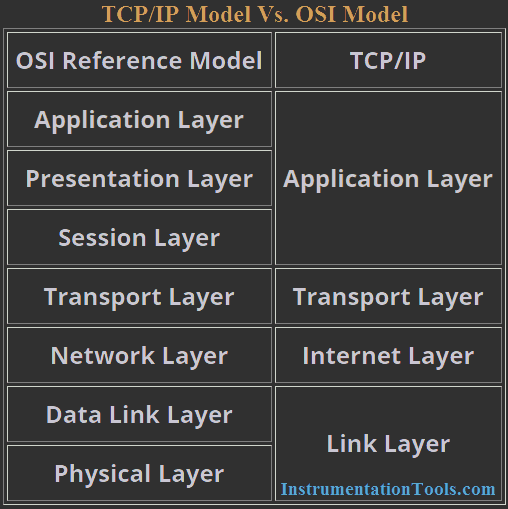 TCP/IP Model Vs. OSI Model
OSI Reference Model
TCP/IP
Application Layer
Presentation Layer
Session Layer
Application Layer
Transport Layer
Transport Layer
Network Layer
Internet Layer
Data Link Layer
Physical Layer
Link Layer
InstrumentationTools.com